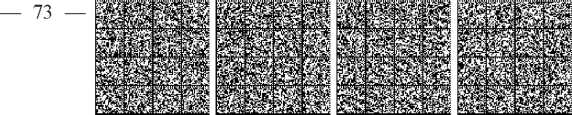 — 73 —